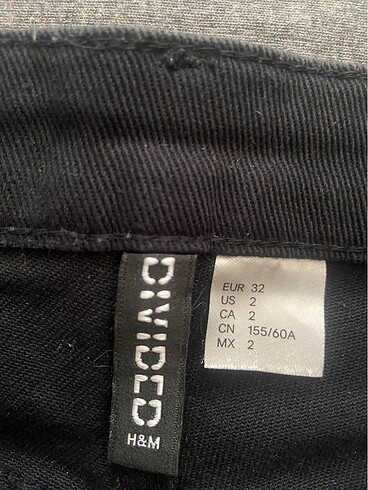 DIVIDED
H&M
EUR 32
US 2
CA 2
CN 155/60A
MX 2